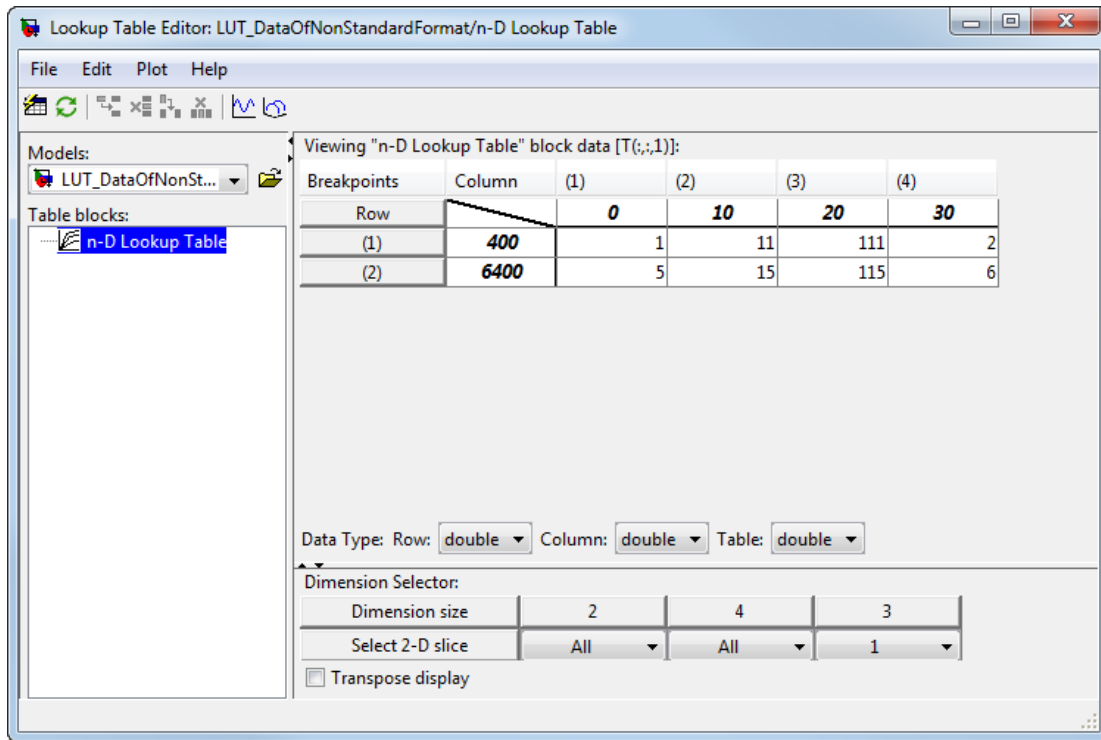 Lookup Table Editor: LUT_DataOfNonStandardFormat/n-D Lookup Table
File Edit Plot Help
Models:
LUT_DataOfNonSt...
Table blocks:
n-D Lookup Table
Viewing "n-D Lookup Table" block data [T(:,:,1)]:
Breakpoints Column (1) (2) (3) (4)
Row 0 10 20 30
(1) 400 1 11 111 2
(2) 6400 5 15 115 6
Data Type: Row: double Column: double Table: double
Dimension Selector:
Dimension size 2 4 3
Select 2-D slice All All 1
Transpose display